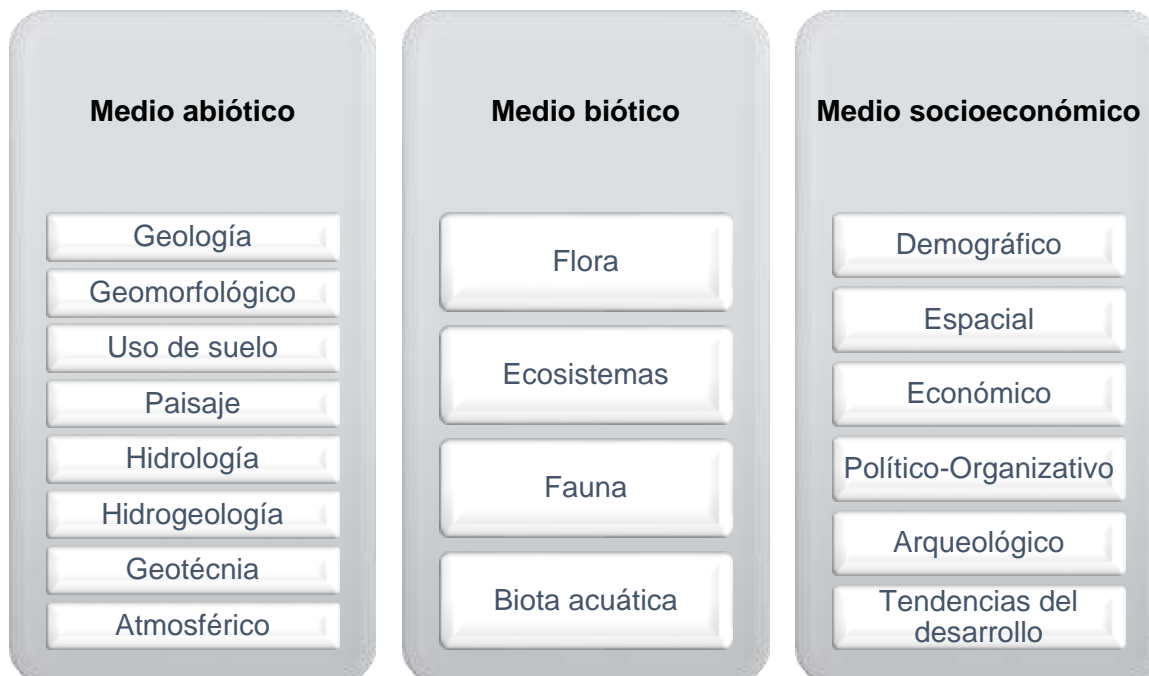 Medio abiótico
Geología
Geomorfológico
Uso de suelo
Paisaje
Hidrología
Hidrogeología
Geotécnia
Atmosférico
Medio biótico
Flora
Ecosistemas
Fauna
Biota acuática
Medio socioeconómico
Demográfico
Espacial
Económico
Político-Organizativo
Arqueológico
Tendencias del
desarrollo